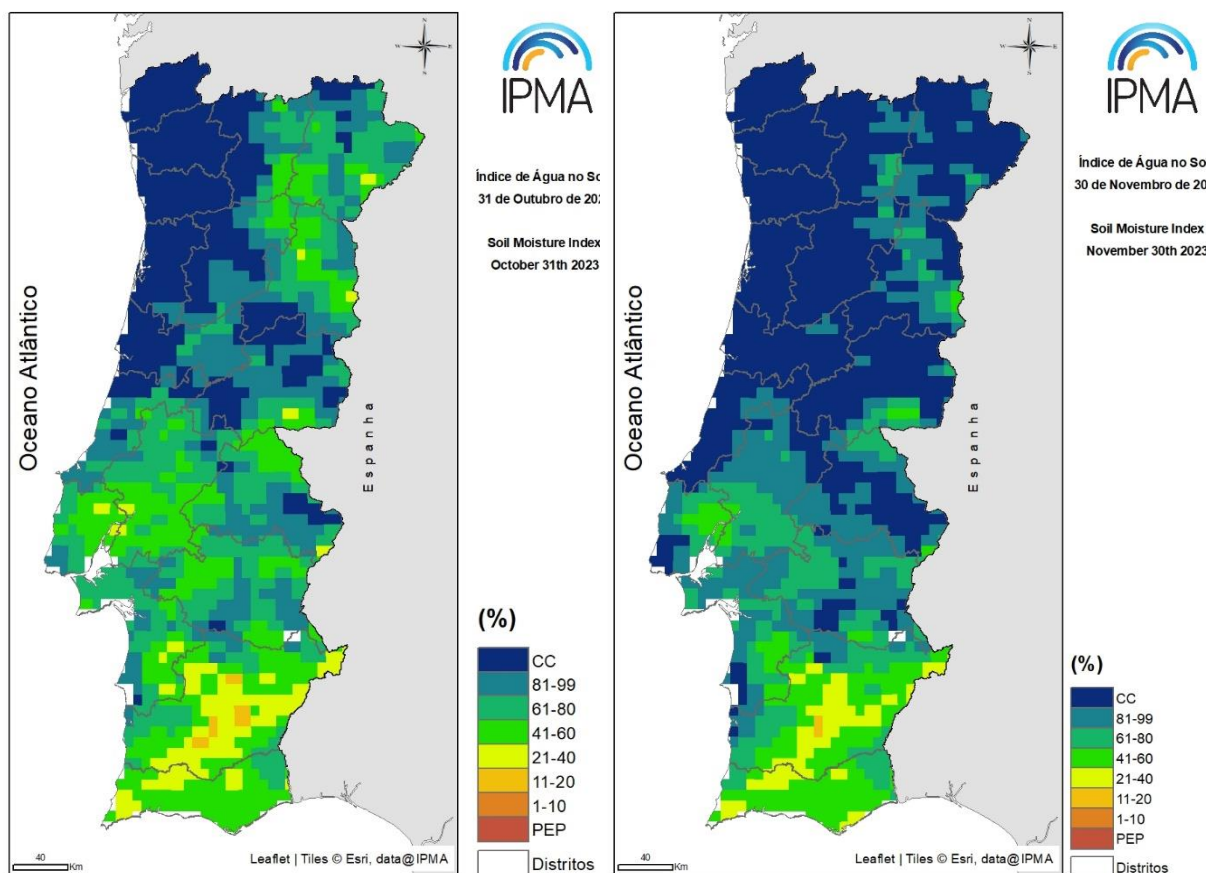 N
W E
S
IPMA
Índice de Água no So
31 de Outubro de 202
Soil Moisture Index
October 31th 2023
Oceano Atlântico
Espanha
(%)
CC
81-99
61-80
41-60
21-40
11-20
1-10
PEP
Distritos
40
Km
Leaflet | Tiles © Esri, data@IPMA
N
W E
S
IPMA
Índice de Água no So
30 de Novembro de 20
Soil Moisture Index
November 30th 2023
Oceano Atlântico
Espanha
(%)
CC
81-99
61-80
41-60
21-40
11-20
1-10
PEP
Distritos
40
Km
Leaflet | Tiles © Esri, data@IPMA